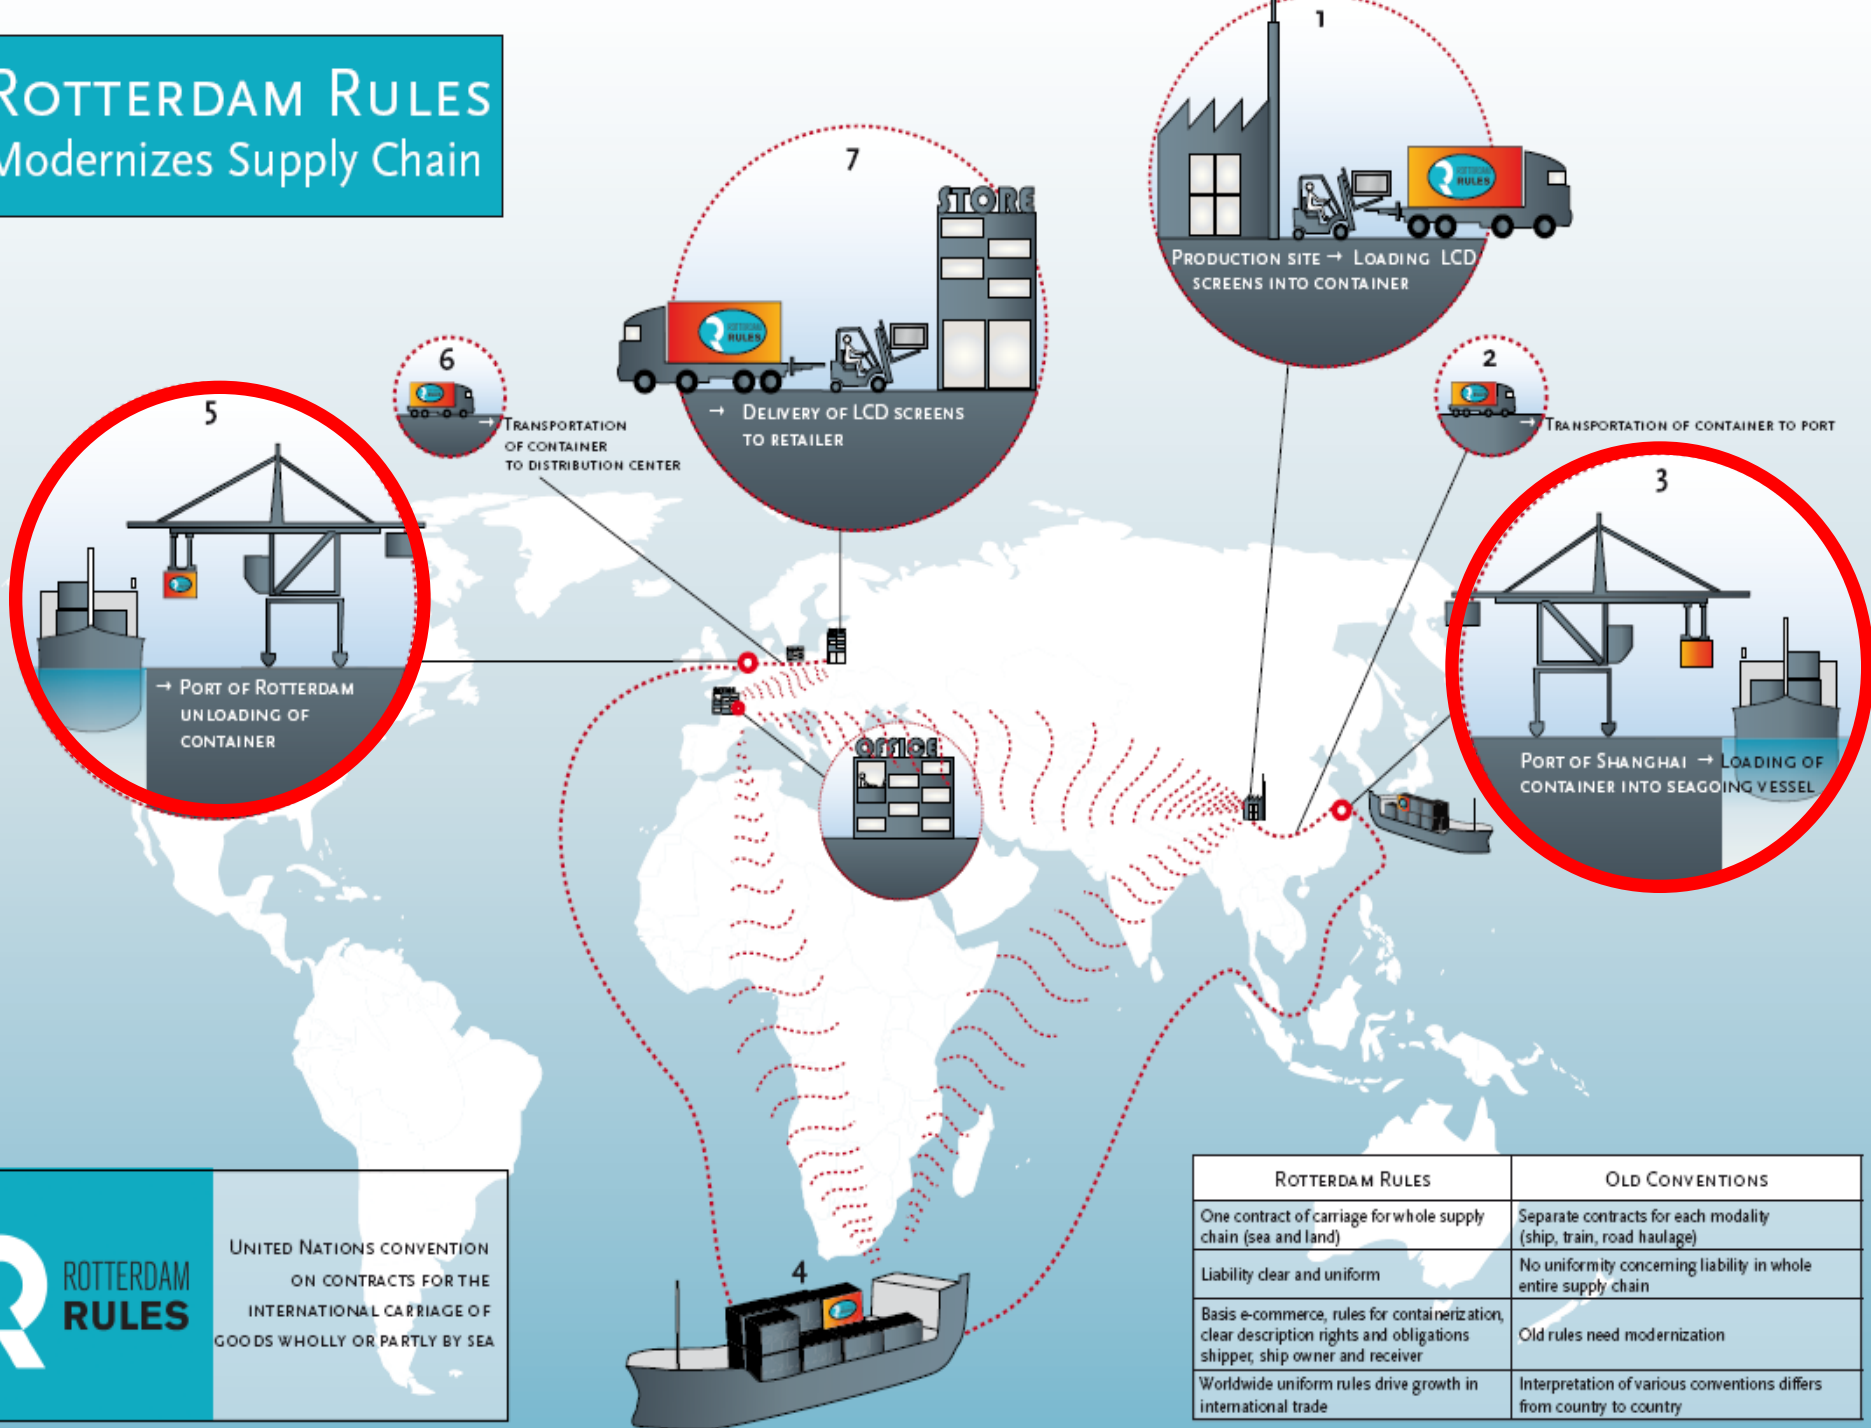 ROTTERDAM RULES
Modernizes Supply Chain
1
PRODUCTION SITE → LOADING LCD
SCREENS INTO CONTAINER
ROTTERDAM
RULES
2
→ TRANSPORTATION OF CONTAINER TO PORT
3
PORT OF SHANGHAI → LOADING OF
CONTAINER INTO SEAGOING VESSEL
4
5
→ PORT OF ROTTERDAM
UNLOADING OF
CONTAINER
6
→ TRANSPORTATION
OF CONTAINER
TO DISTRIBUTION CENTER
7
STORE
ROTTERDAM
RULES
→ DELIVERY OF LCD SCREENS
TO RETAILER
OFFICE
R ROTTERDAM
RULES
UNITED NATIONS CONVENTION
ON CONTRACTS FOR THE
INTERNATIONAL CARRIAGE OF
GOODS WHOLLY OR PARTLY BY SEA
ROTTERDAM RULES
OLD CONVENTIONS
One contract of carriage for whole supply
chain (sea and land)
Separate contracts for each modality
(ship, train, road haulage)
Liability clear and uniform
No uniformity concerning liability in whole
entire supply chain
Basis e-commerce, rules for containerization,
clear description rights and obligations
shipper, ship owner and receiver
Old rules need modernization
Worldwide uniform rules drive growth in
international trade
Interpretation of various conventions differs
from country to country